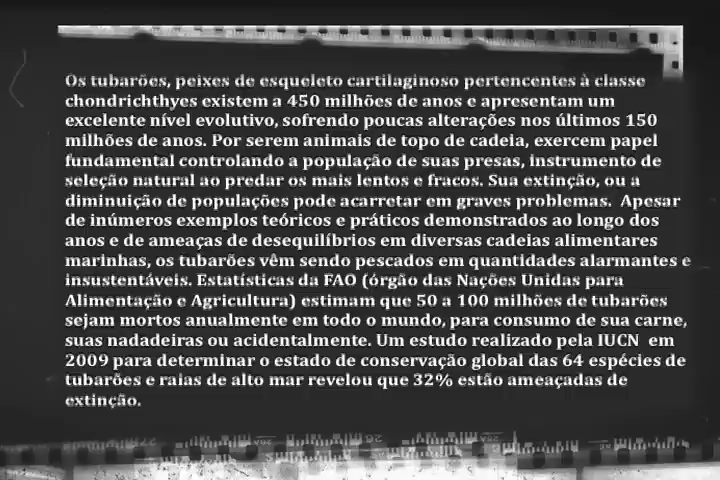 Os tubarões, peixes de esqueleto cartilaginoso pertencentes à classe
chondrichthyes existem a 450 milhões de anos e apresentam um
excelente nível evolutivo, sofrendo poucas alterações nos últimos 150
milhões de anos. Por serem animais de topo de cadeia, exercem papel
fundamental controlando a população de suas presas, instrumento de
seleção natural ao predar os mais lentos e fracos. Sua extinção, ou a
diminuição de populações pode acarretar em graves problemas.  Apesar
de inúmeros exemplos teóricos e práticos demonstrados ao longo dos
anos e de ameaças de desequilíbrios em diversas cadeias alimentares
marinhas, os tubarões vêm sendo pescados em quantidades alarmantes e
insustentáveis. Estatísticas da FAO (órgão das Nações Unidas para
Alimentação e Agricultura) estimam que 50 a 100 milhões de tubarões
sejam mortos anualmente em todo o mundo, para consumo de sua carne,
suas nadadeiras ou acidentalmente. Um estudo realizado pela IUCN  em
2009 para determinar o estado de conservação global das 64 espécies de
tubarões e raias de alto mar revelou que 32% estão ameaçadas de
extinção.